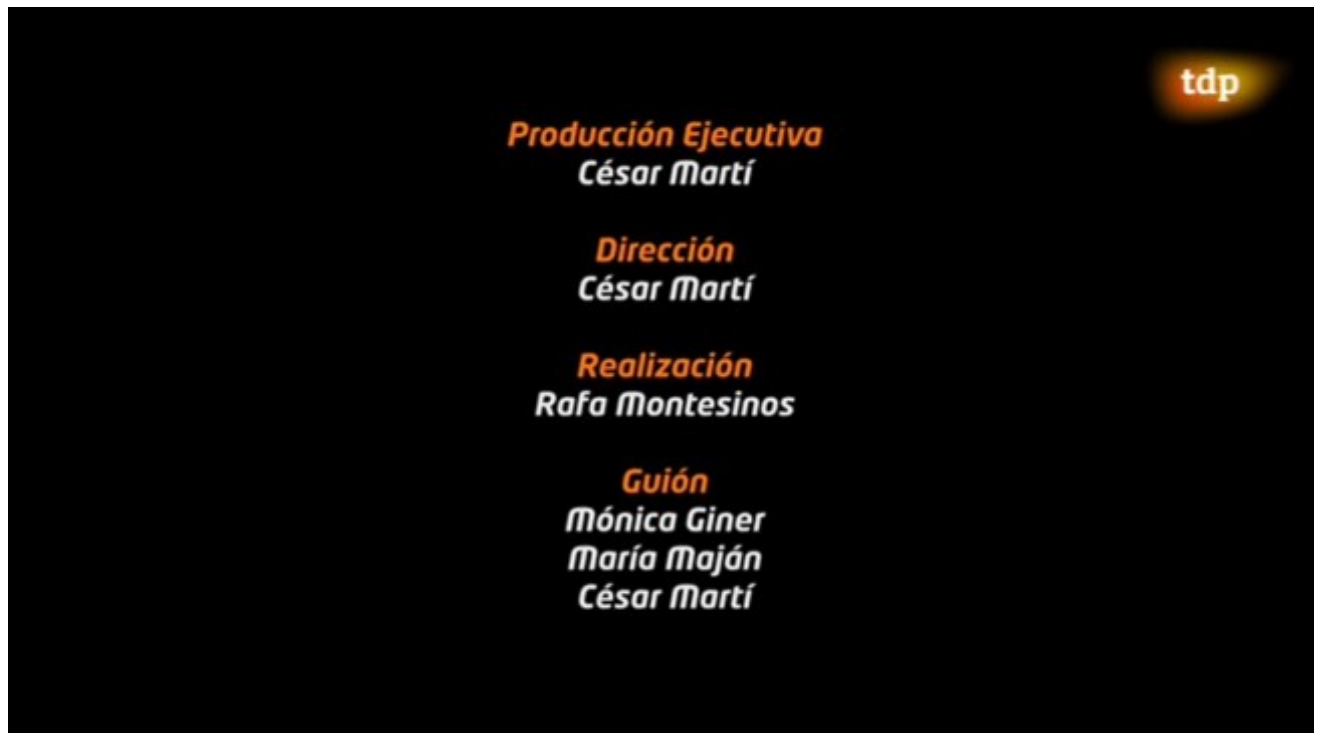 tdp
Producción Ejecutiva
César Martí
Dirección
César Martí
Realización
Rafa Montesinos
Guión
Mónica Giner
María Maján
César Martí